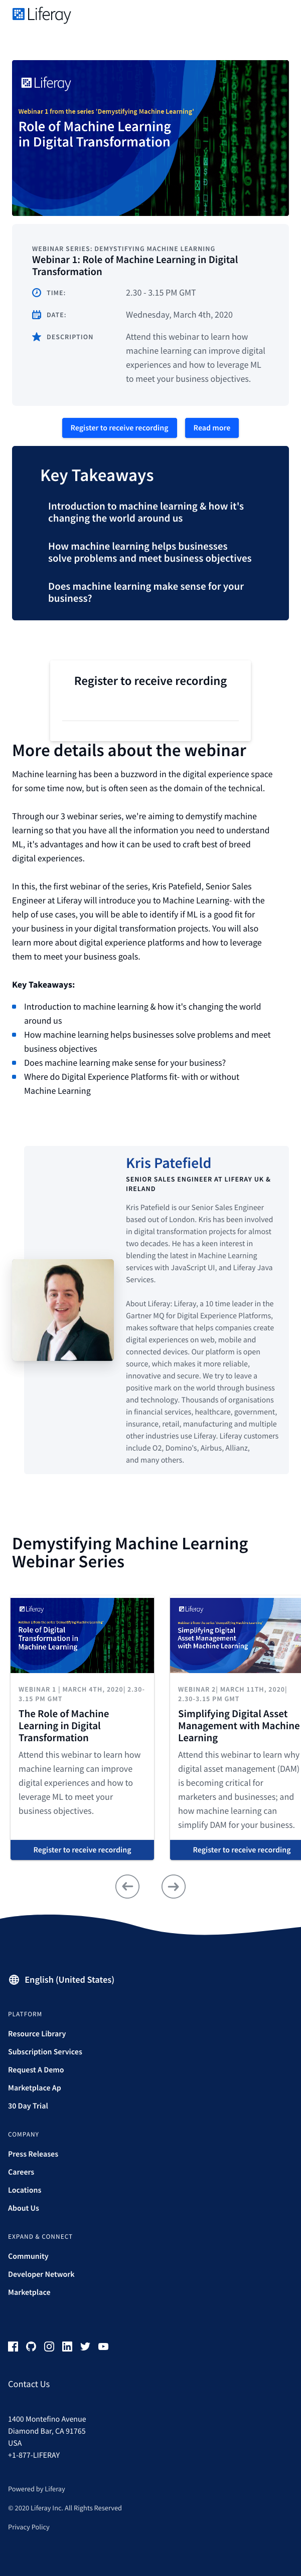 Liferay
Liferay
Webinar 1 from the series 'Demystifying Machine Learning'
Role of Machine Learning
in Digital Transformation
WEBINAR SERIES: DEMYSTIFYING MACHINE LEARNING
Webinar 1: Role of Machine Learning in Digital
Transformation
TIME:
2.30 - 3.15 PM GMT
DATE:
Wednesday, March 4th, 2020
DESCRIPTION
Attend this webinar to learn how
machine learning can improve digital
experiences and how to leverage ML
to meet your business objectives.
Register to receive recording
Read more
Key Takeaways
Introduction to machine learning & how it's
changing the world around us
How machine learning helps businesses
solve problems and meet business objectives
Does machine learning make sense for your
business?
Register to receive recording
More details about the webinar
Machine learning has been a buzzword in the digital experience space
for some time now, but is often seen as the domain of the technical.
Through our 3 webinar series, we're aiming to demystify machine
learning so that you have all the information you need to understand
ML, it's advantages and how it can be used to craft best of breed
digital experiences.
In this, the first webinar of the series, Kris Patefield, Senior Sales
Engineer at Liferay will introduce you to Machine Learning- with the
help of use cases, you will be able to identify if ML is a good fit for
your business in your digital transformation projects. You will also
learn more about digital experience platforms and how to leverage
them to meet your business goals.
Key Takeaways:
Introduction to machine learning & how it's changing the world
around us
How machine learning helps businesses solve problems and meet
business objectives
Does machine learning make sense for your business?
Where do Digital Experience Platforms fit- with or without
Machine Learning
Kris Patefield
SENIOR SALES ENGINEER AT LIFERAY UK &
IRELAND
Kris Patefield is our Senior Sales Engineer
based out of London. Kris has been involved
in digital transformation projects for almost
two decades. He has a keen interest in
blending the latest in Machine Learning
services with JavaScript UI, and Liferay Java
Services.
About Liferay: Liferay, a 10 time leader in the
Gartner MQ for Digital Experience Platforms,
makes software that helps companies create
digital experiences on web, mobile and
connected devices. Our platform is open
source, which makes it more reliable,
innovative and secure. We try to leave a
positive mark on the world through business
and technology. Thousands of organisations
in financial services, healthcare, government,
insurance, retail, manufacturing and multiple
other industries use Liferay. Liferay customers
include O2, Domino's, Airbus, Allianz,
and many others.
Demystifying Machine Learning
Webinar Series
Liferay
Webinar 1 from the series 'Demystifying Machine Learning'
Role of Digital
Transformation in
Machine Learning
WEBINAR 1 | MARCH 4TH, 2020| 2.30-
3.15 PM GMT
The Role of Machine
Learning in Digital
Transformation
Attend this webinar to learn how
machine learning can improve
digital experiences and how to
leverage ML to meet your
business objectives.
Register to receive recording
Liferay
Simplifying Digital
Asset Management
with Machine Learning
WEBINAR 2| MARCH 11TH, 2020|
2.30-3.15 PM GMT
Simplifying Digital Asset
Management with Machine
Learning
Attend this webinar to learn why
digital asset management (DAM)
is becoming critical for
marketers and businesses; and
how machine learning can
simplify DAM for your business.
Register to receive recording
English (United States)
PLATFORM
Resource Library
Subscription Services
Request A Demo
Marketplace Ap
30 Day Trial
COMPANY
Press Releases
Careers
Locations
About Us
EXPAND & CONNECT
Community
Developer Network
Marketplace
Contact Us
1400 Montefino Avenue
Diamond Bar, CA 91765
USA
+1-877-LIFERAY
Powered by Liferay
© 2020 Liferay Inc. All Rights Reserved
Privacy Policy